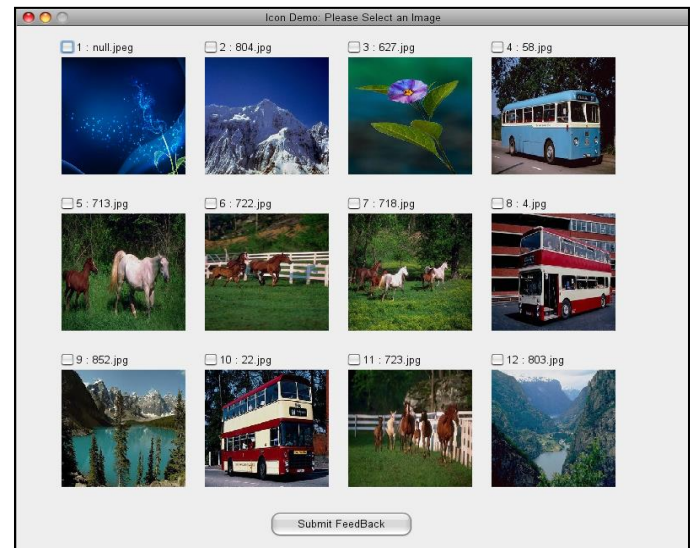 Icon Demo: Please Select an Image
1 : null.jpeg
2 : 804.jpg
3 : 627.jpg
4 : 58.jpg
5 : 713.jpg
6 : 722.jpg
7 : 718.jpg
8 : 4.jpg
9 : 852.jpg
10 : 22.jpg
11 : 723.jpg
12 : 803.jpg
Submit FeedBack